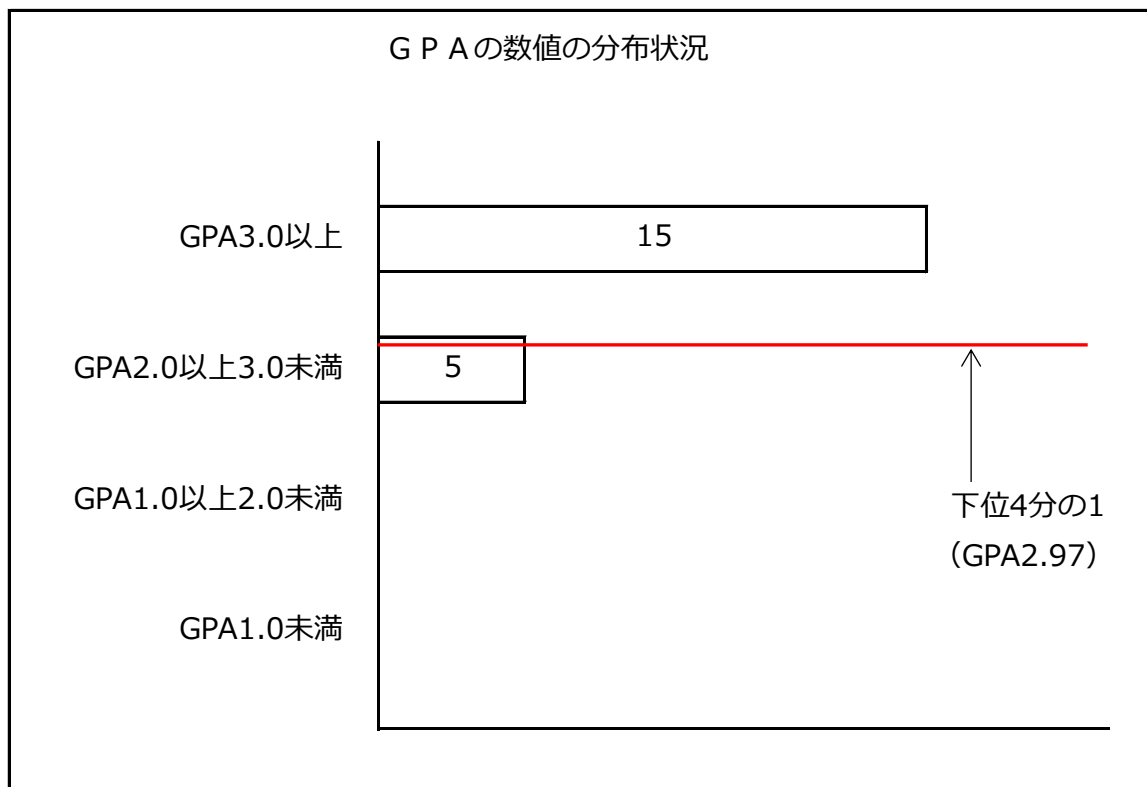 ＧＰＡの数値の分布状況
GPA3.0以上
15
GPA2.0以上3.0未満
5
GPA1.0以上2.0未満
下位4分の1
（GPA2.97）
GPA1.0未満